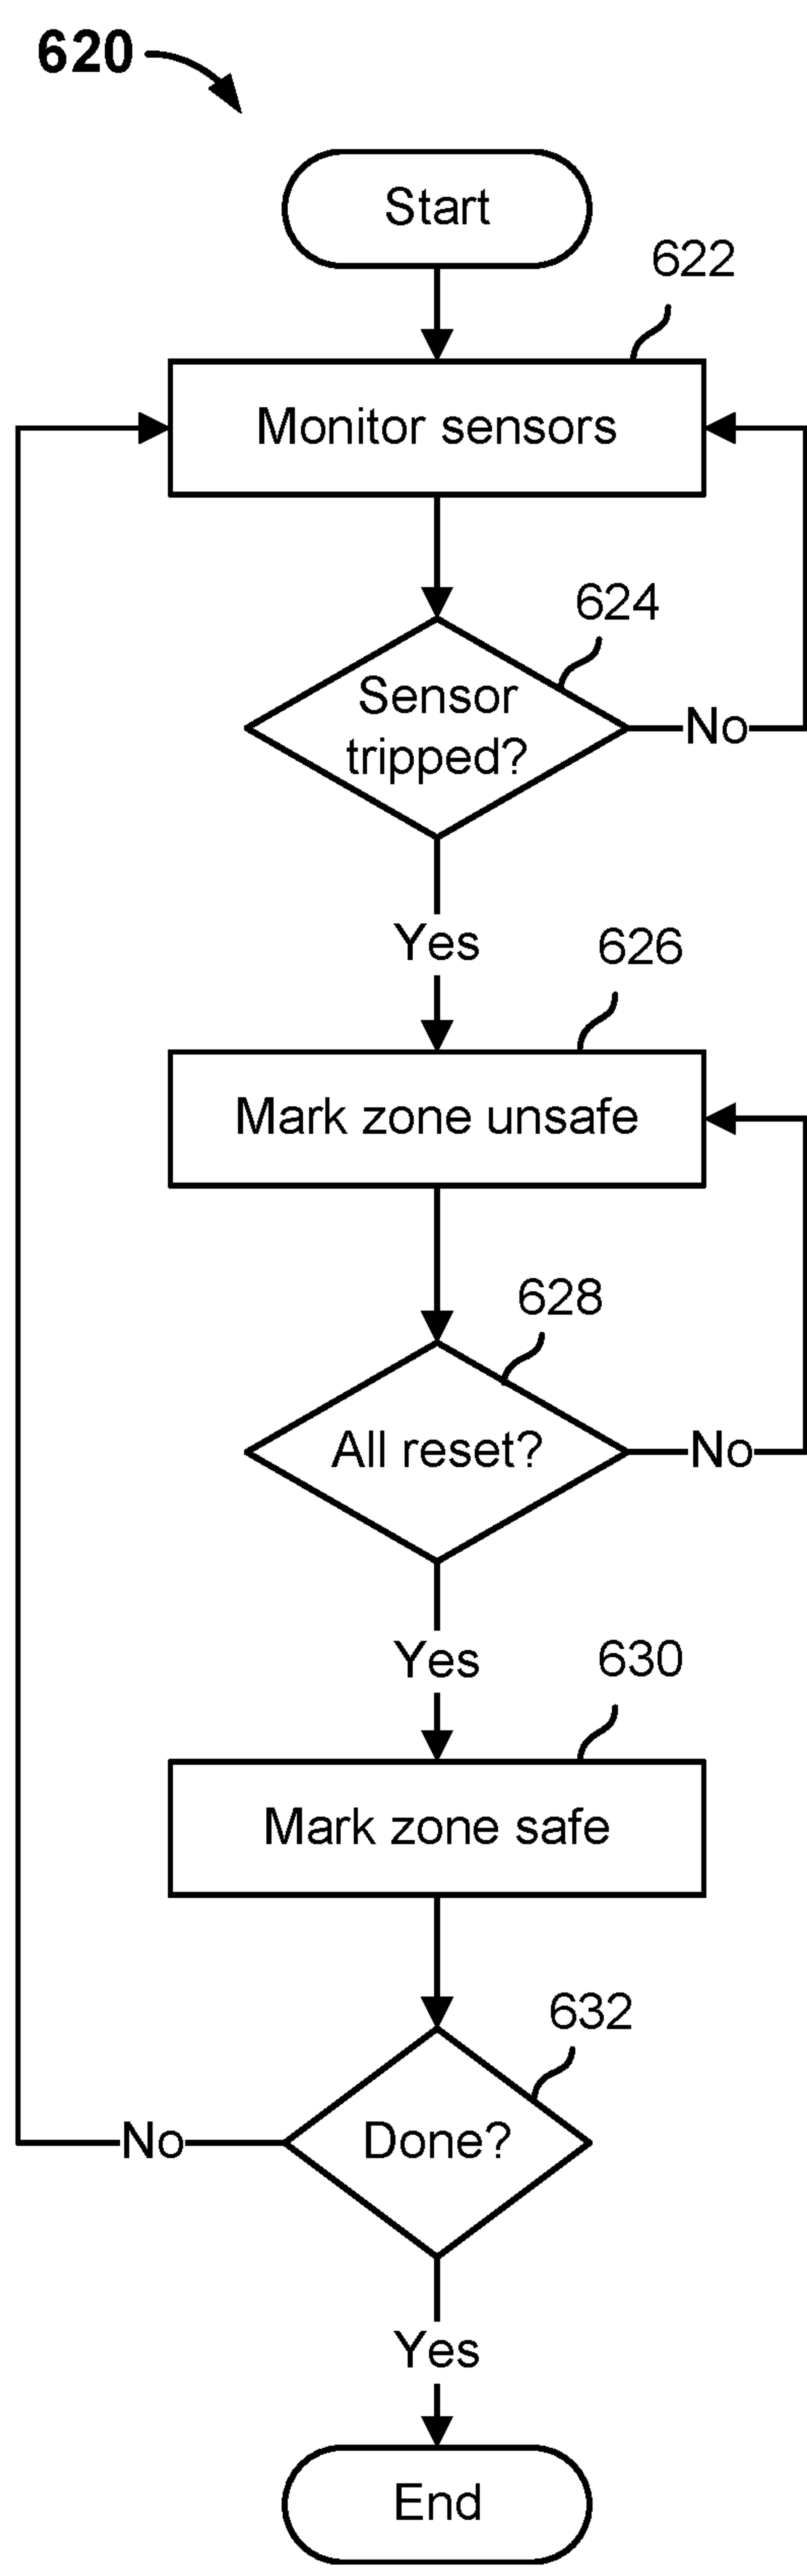 620
Start
622
Monitor sensors
624
Sensor
tripped?
No
Yes
626
Mark zone unsafe
628
All reset?
No
Yes
630
Mark zone safe
632
Done?
No
Yes
End